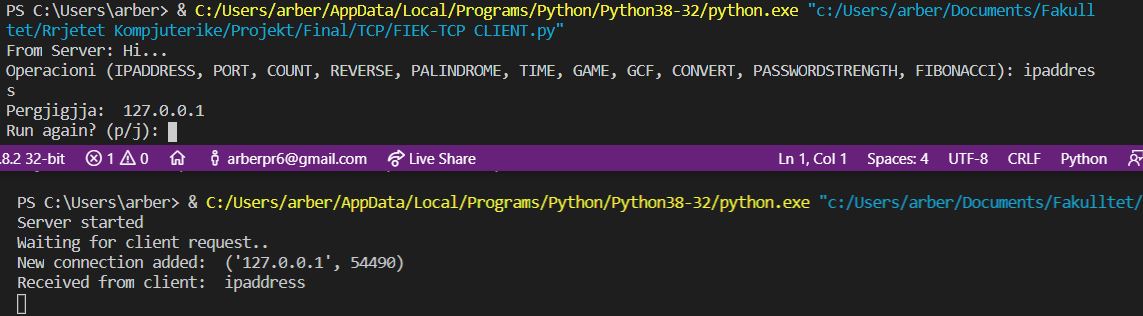 PS C:\Users\arber> & C:/Users/arber/AppData/Local/Programs/Python/Python38-32/python.exe "c:/Users/arber/Documents/Fakull
tet/Rrjetet Kompjuterike/Projekt/Final/TCP/FIEK-TCP CLIENT.py"
From Server: Hi...
Operacioni (IPADDRESS, PORT, COUNT, REVERSE, PALINDROME, TIME, GAME, GCF, CONVERT, PASSWORDSTRENGTH, FIBONACCI): ipaddres
s
Pergjigjja:  127.0.0.1
Run again? (p/j):
.8.2 32-bit 1 0 arberpr6@gmail.com Live Share Ln 1, Col 1 Spaces: 4 UTF-8 CRLF Python
PS C:\Users\arber> & C:/Users/arber/AppData/Local/Programs/Python/Python38-32/python.exe "c:/Users/arber/Documents/Fakulltet/
Server started
Waiting for client request..
New connection added:  ('127.0.0.1', 54490)
Received from client:  ipaddress